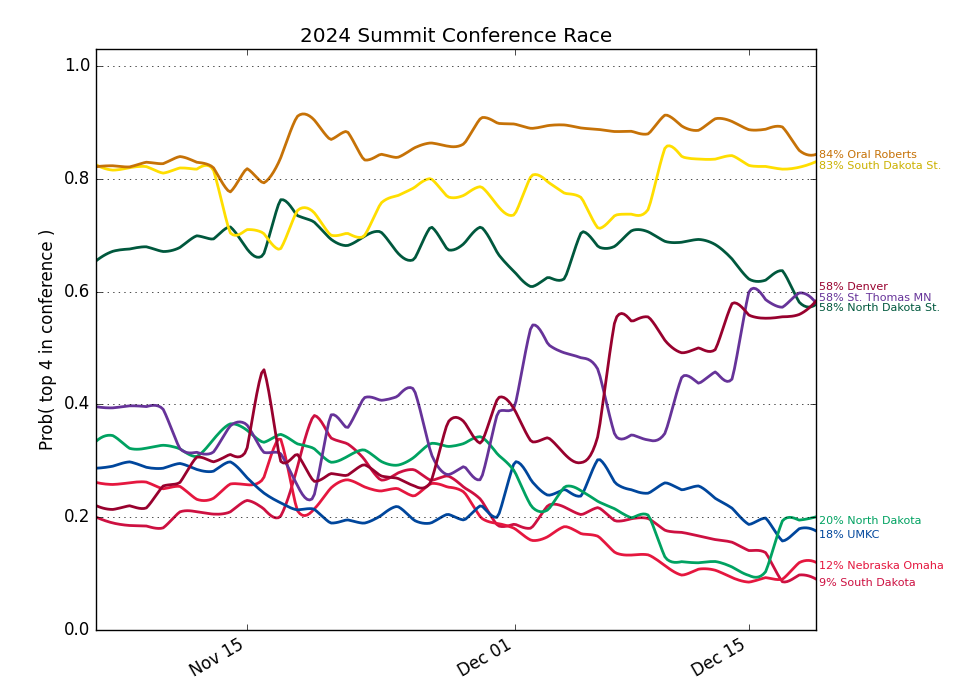 2024 Summit Conference Race
Prob( top 4 in conference )
1.0
0.8
0.6
0.4
0.2
0.0
Nov 15
Dec 01
Dec 15
84% Oral Roberts
83% South Dakota St.
58% Denver
58% St. Thomas MN
58% North Dakota St.
20% North Dakota
18% UMKC
12% Nebraska Omaha
9% South Dakota